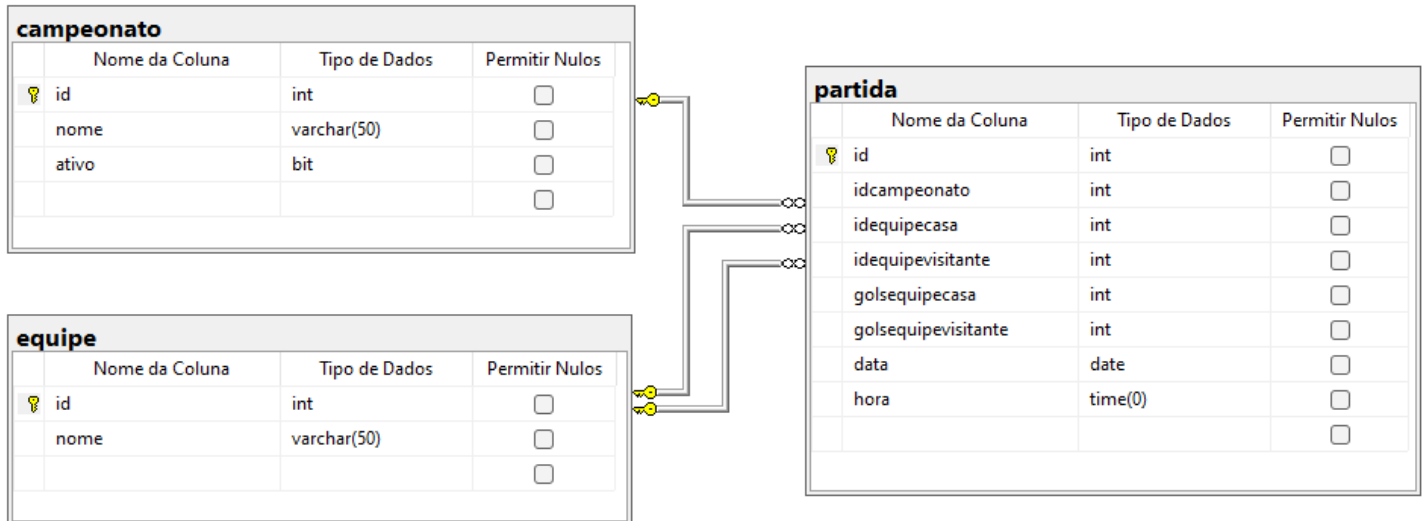 campeonato
Nome da Coluna Tipo de Dados Permitir Nulos
id int
nome varchar(50)
ativo bit
equipe
Nome da Coluna Tipo de Dados Permitir Nulos
id int
nome varchar(50)
partida
Nome da Coluna Tipo de Dados Permitir Nulos
id int
idcampeonato int
idequipecasa int
idequipevisitante int
golsequipecasa int
golsequipevisitante int
data date
hora time(0)